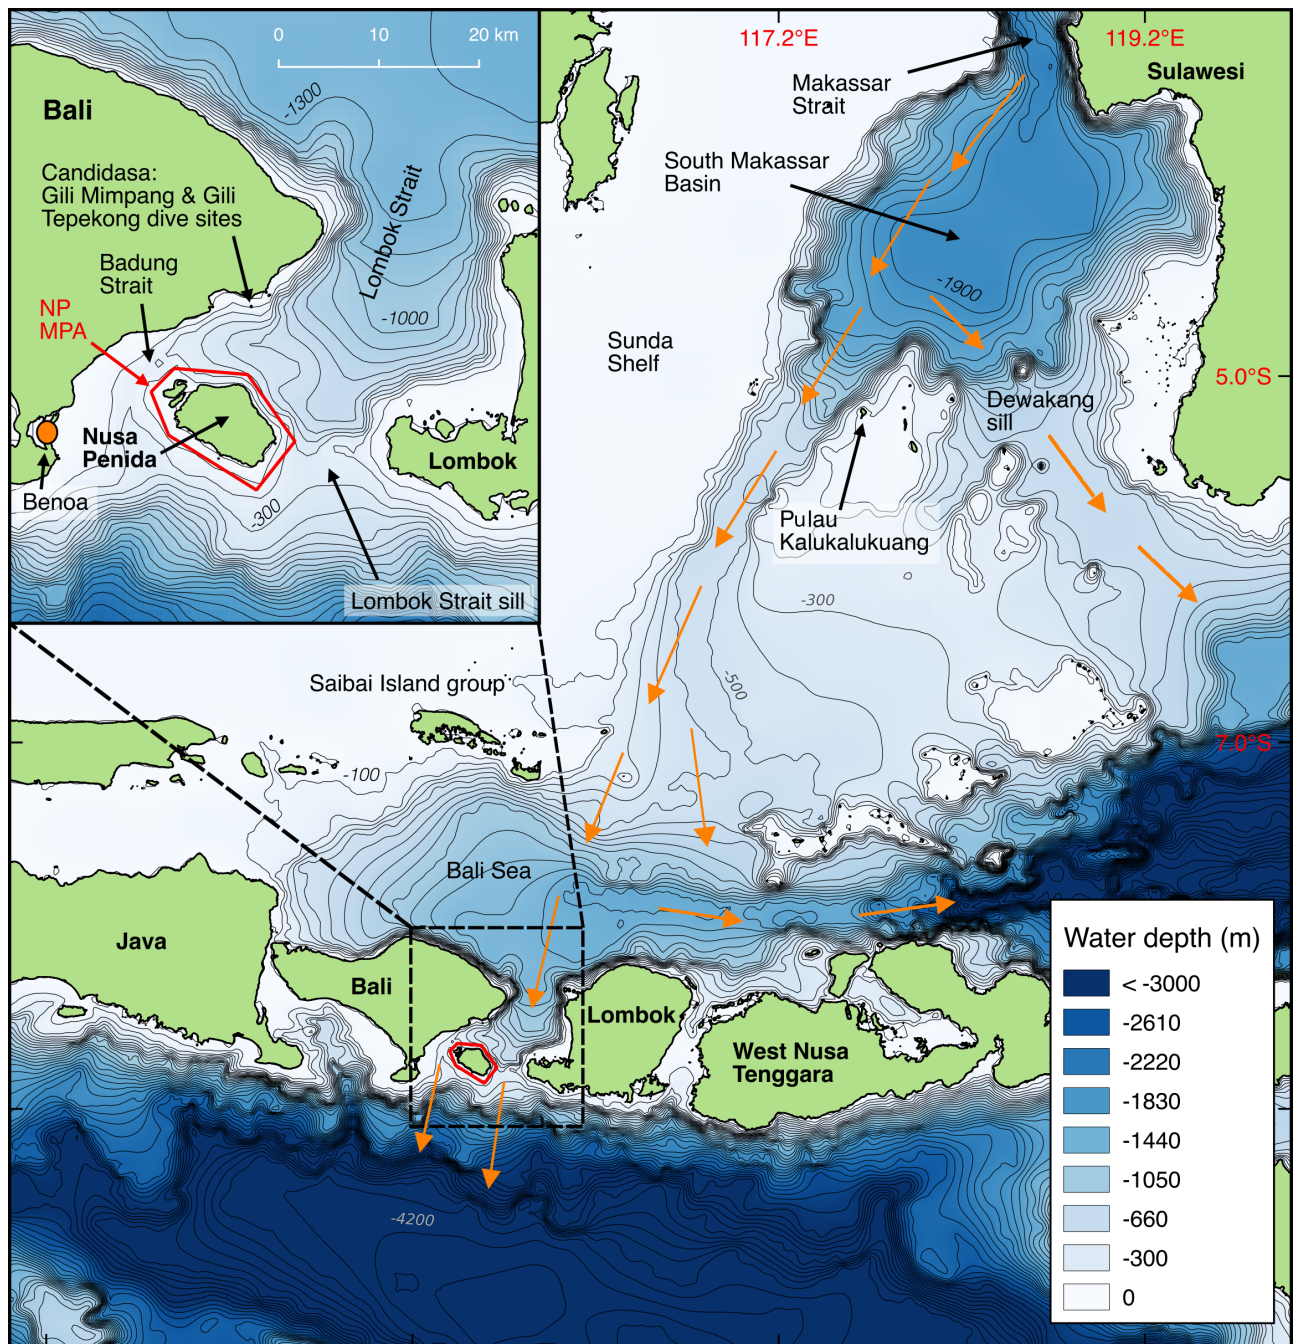 0 10 20 km
-1300
Bali
Candidasa:
Gili Mimpang & Gili
Tepekong dive sites
Lombok Strait
Badung
Strait
NP
MPA
-1000
Nusa
Penida
Lombok
Benoa
-300
Lombok Strait sill
117.2°E
119.2°E
Makassar
Strait
Sulawesi
South Makassar
Basin
-1900
Sunda
Shelf
5.0°S
Dewakang
sill
Pulau
Kalukalukuang
-300
-500
Saibai Island group
-100
7.0°S
Bali Sea
Java
Bali
Lombok
West Nusa
Tenggara
-4200
Water depth (m)
< -3000
-2610
-2220
-1830
-1440
-1050
-660
-300
0